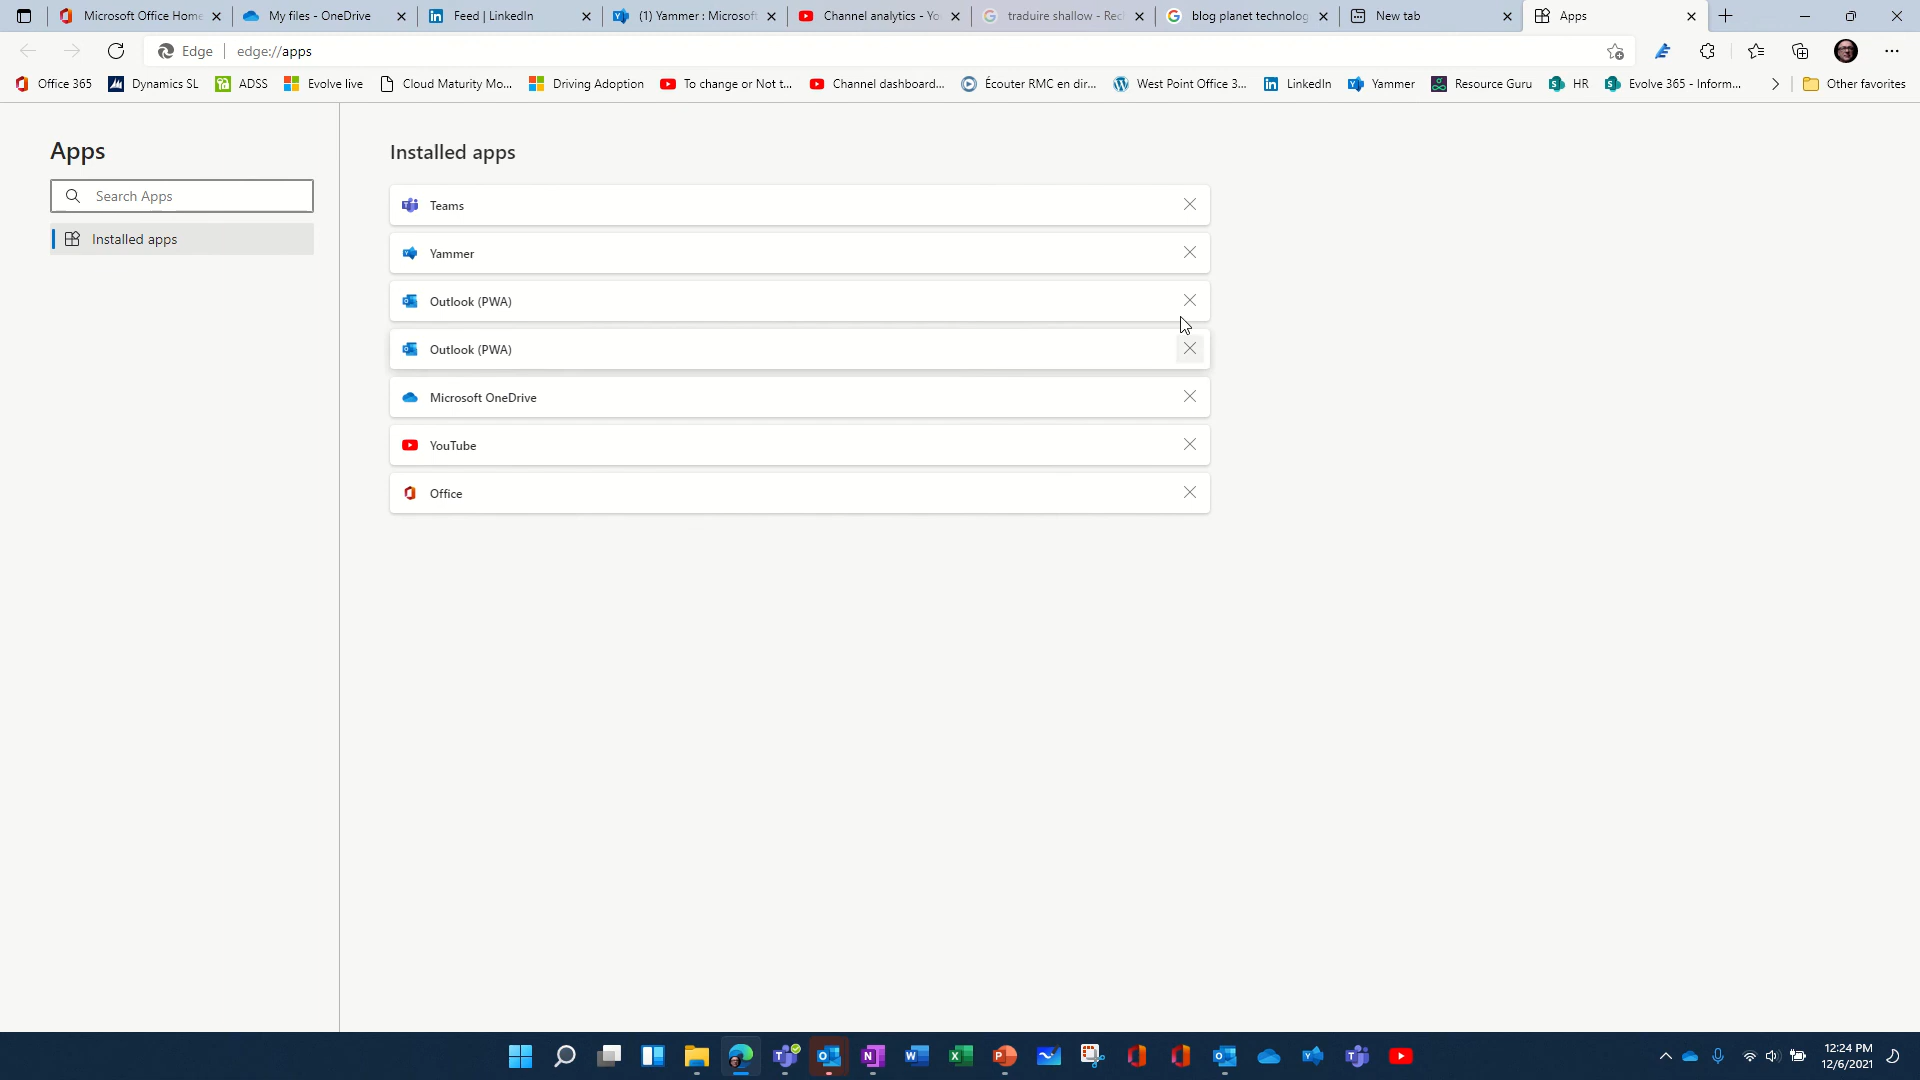 Microsoft Office Home
My files - OneDrive
Feed | LinkedIn
(1) Yammer : Microsoft
Channel analytics - Yo
traduire shallow - Rec
blog planet technolog
New tab
Apps
Edge
edge://apps
Office 365
Dynamics SL
ADSS
Evolve live
Cloud Maturity Mo...
Driving Adoption
To change or Not t...
Channel dashboard...
Écouter RMC en dir...
West Point Office 3...
LinkedIn
Yammer
Resource Guru
HR
Evolve 365 - Inform...
Other favorites
Apps
Search Apps
Installed apps
Installed apps
Teams
Yammer
Outlook (PWA)
Outlook (PWA)
Microsoft OneDrive
YouTube
Office
12:24 PM
12/6/2021